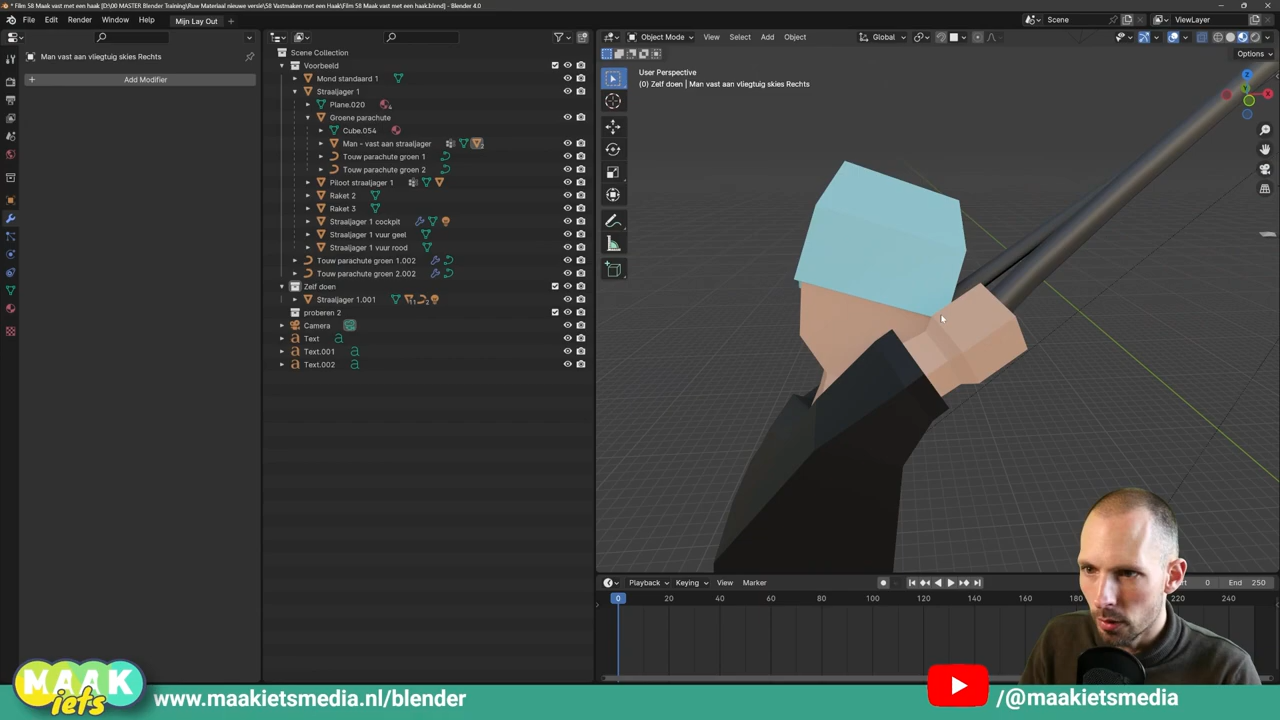 * Film 58 Maak vast met een haak [D:\00 MASTER Blender Training\Ruw Materiaal nieuwe versie\58 Vastmaken met een Haak\Film 58 Maak vast met een haak.blend] - Blender 4.0
File Edit Render Window Help Mijn Lay Out + Scene ViewLayer
Object Mode View Select Add Object Global
Options
Man vast aan vliegtuig skies Rechts
Add Modifier
Scene Collection
Voorbeeld
Mond standaard 1
Straaljager 1
Plane.020
Groene parachute
Cube.054
Man - vast aan straaljager
Touw parachute groen 1
Touw parachute groen 2
Piloot straaljager 1
Raket 2
Raket 3
Straaljager 1 cockpit
Straaljager 1 vuur geel
Straaljager 1 vuur rood
Touw parachute groen 1.002
Touw parachute groen 2.002
Zelf doen
Straaljager 1.001
proberen 2
Camera
Text
Text.001
Text.002
User Perspective
(0) Zelf doen | Man vast aan vliegtuig skies Rechts
Playback Keying View Marker
0 End 250
0 20 40 60 80 100 120 140 160 180 200 220 240
MAAK
iets
www.maakietsmedia.nl/blender
/@maakietsmedia